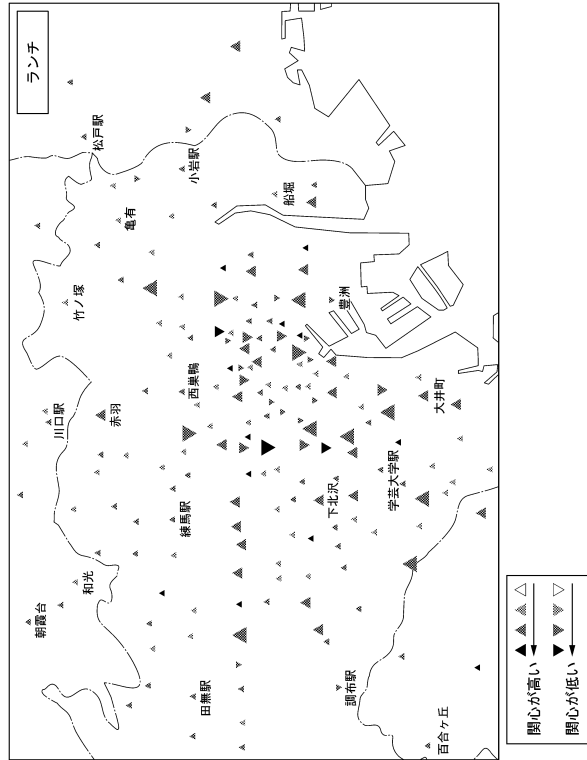 ランチ
松戸駅
小岩駅
亀有
船堀
竹ノ塚
豊洲
西巣鴨
川口駅
赤羽
大井町
学芸大学駅
下北沢
練馬駅
和光
朝霞台
田無駅
調布駅
百合ヶ丘
関心が高い
関心が低い